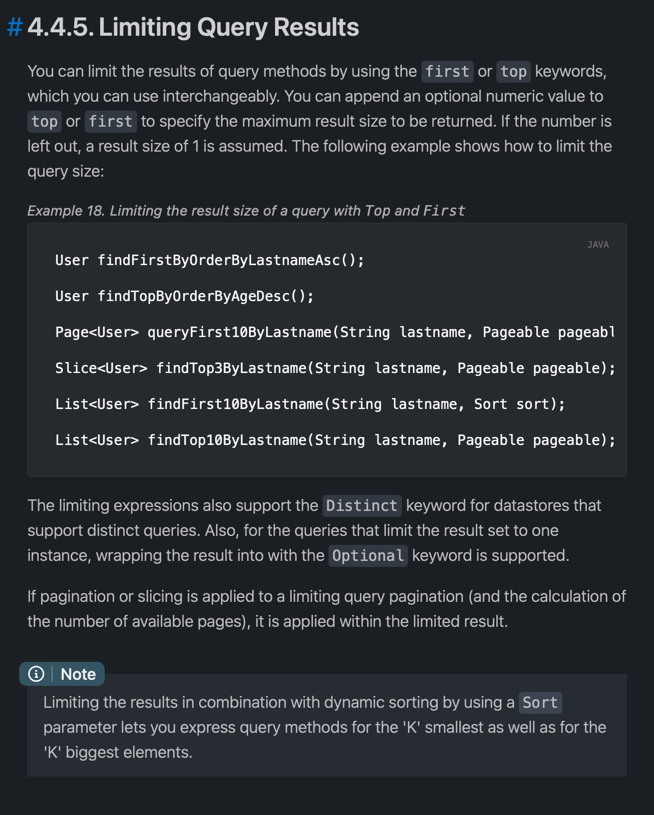 # 4.4.5. Limiting Query Results
You can limit the results of query methods by using the first or top keywords,
which you can use interchangeably. You can append an optional numeric value to
top or first to specify the maximum result size to be returned. If the number is
left out, a result size of 1 is assumed. The following example shows how to limit the
query size:
Example 18. Limiting the result size of a query with Top and First
JAVA
User findFirstByOrderByLastnameAsc();
User findTopByOrderByAgeDesc();
Page<User> queryFirst10ByLastname(String lastname, Pageable pageabl
Slice<User> findTop3ByLastname(String lastname, Pageable pageable);
List<User> findFirst10ByLastname(String lastname, Sort sort);
List<User> findTop10ByLastname(String lastname, Pageable pageable);
The limiting expressions also support the Distinct keyword for datastores that
support distinct queries. Also, for the queries that limit the result set to one
instance, wrapping the result into with the Optional keyword is supported.
If pagination or slicing is applied to a limiting query pagination (and the calculation of
the number of available pages), it is applied within the limited result.
Note
Limiting the results in combination with dynamic sorting by using a Sort
parameter lets you express query methods for the 'K' smallest as well as for the
'K' biggest elements.